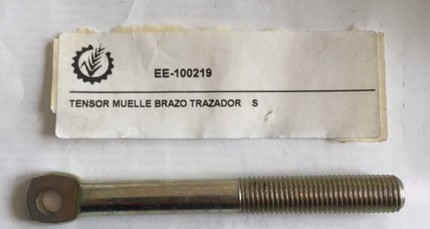 EE-100219
TENSOR MUELLE BRAZO TRAZADOR S